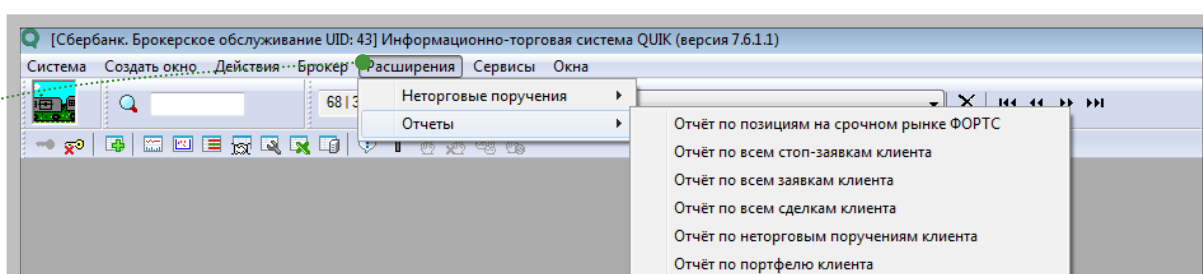 [Сбербанк. Брокерское обслуживание UID: 43] Информационно-торговая система QUIK (версия 7.6.1.1)
Система Создать окно Действия Брокер Расширения Сервисы Окна
68|3
Неторговые поручения
Отчеты
Отчёт по позициям на срочном рынке ФОРТС
Отчёт по всем стоп-заявкам клиента
Отчёт по всем заявкам клиента
Отчёт по всем сделкам клиента
Отчёт по неторговым поручениям клиента
Отчёт по портфелю клиента